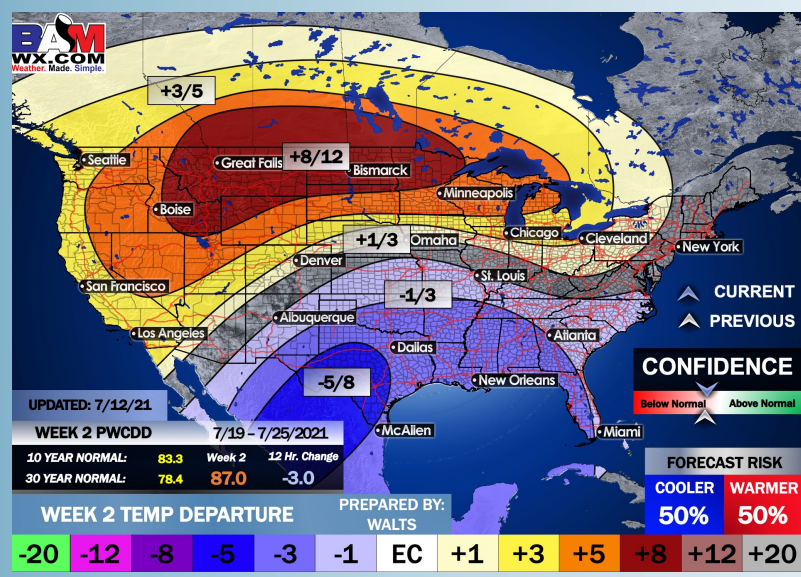 BAM
WX.COM
Weather. Made. Simple.
+3/5
Seattle
Great Falls
+8/12
Bismarck
Minneapolis
Boise
+1/3
Omaha
Chicago
Cleveland
New York
Denver
St. Louis
San Francisco
-1/3
CURRENT
PREVIOUS
Albuquerque
Los Angeles
Atlanta
Dallas
CONFIDENCE
Below Normal
Above Normal
-5/8
New Orleans
McAllen
Miami
UPDATED: 7/12/21
WEEK 2 PWCDD 7/19 – 7/25/2021
10 YEAR NORMAL: 83.3 Week 2 12 Hr. Change
30 YEAR NORMAL: 78.4 87.0 -3.0
FORECAST RISK
COOLER WARMER
50% 50%
WEEK 2 TEMP DEPARTURE
PREPARED BY:
WALTS
-20 -12 -8 -5 -3 -1 EC +1 +3 +5 +8 +12 +20